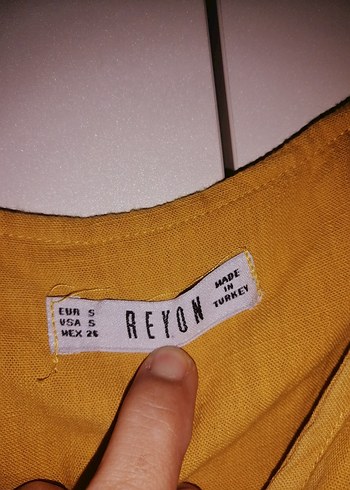 EUR S
USA S
MEX 26
REYON
MADE
IN
TURKEY